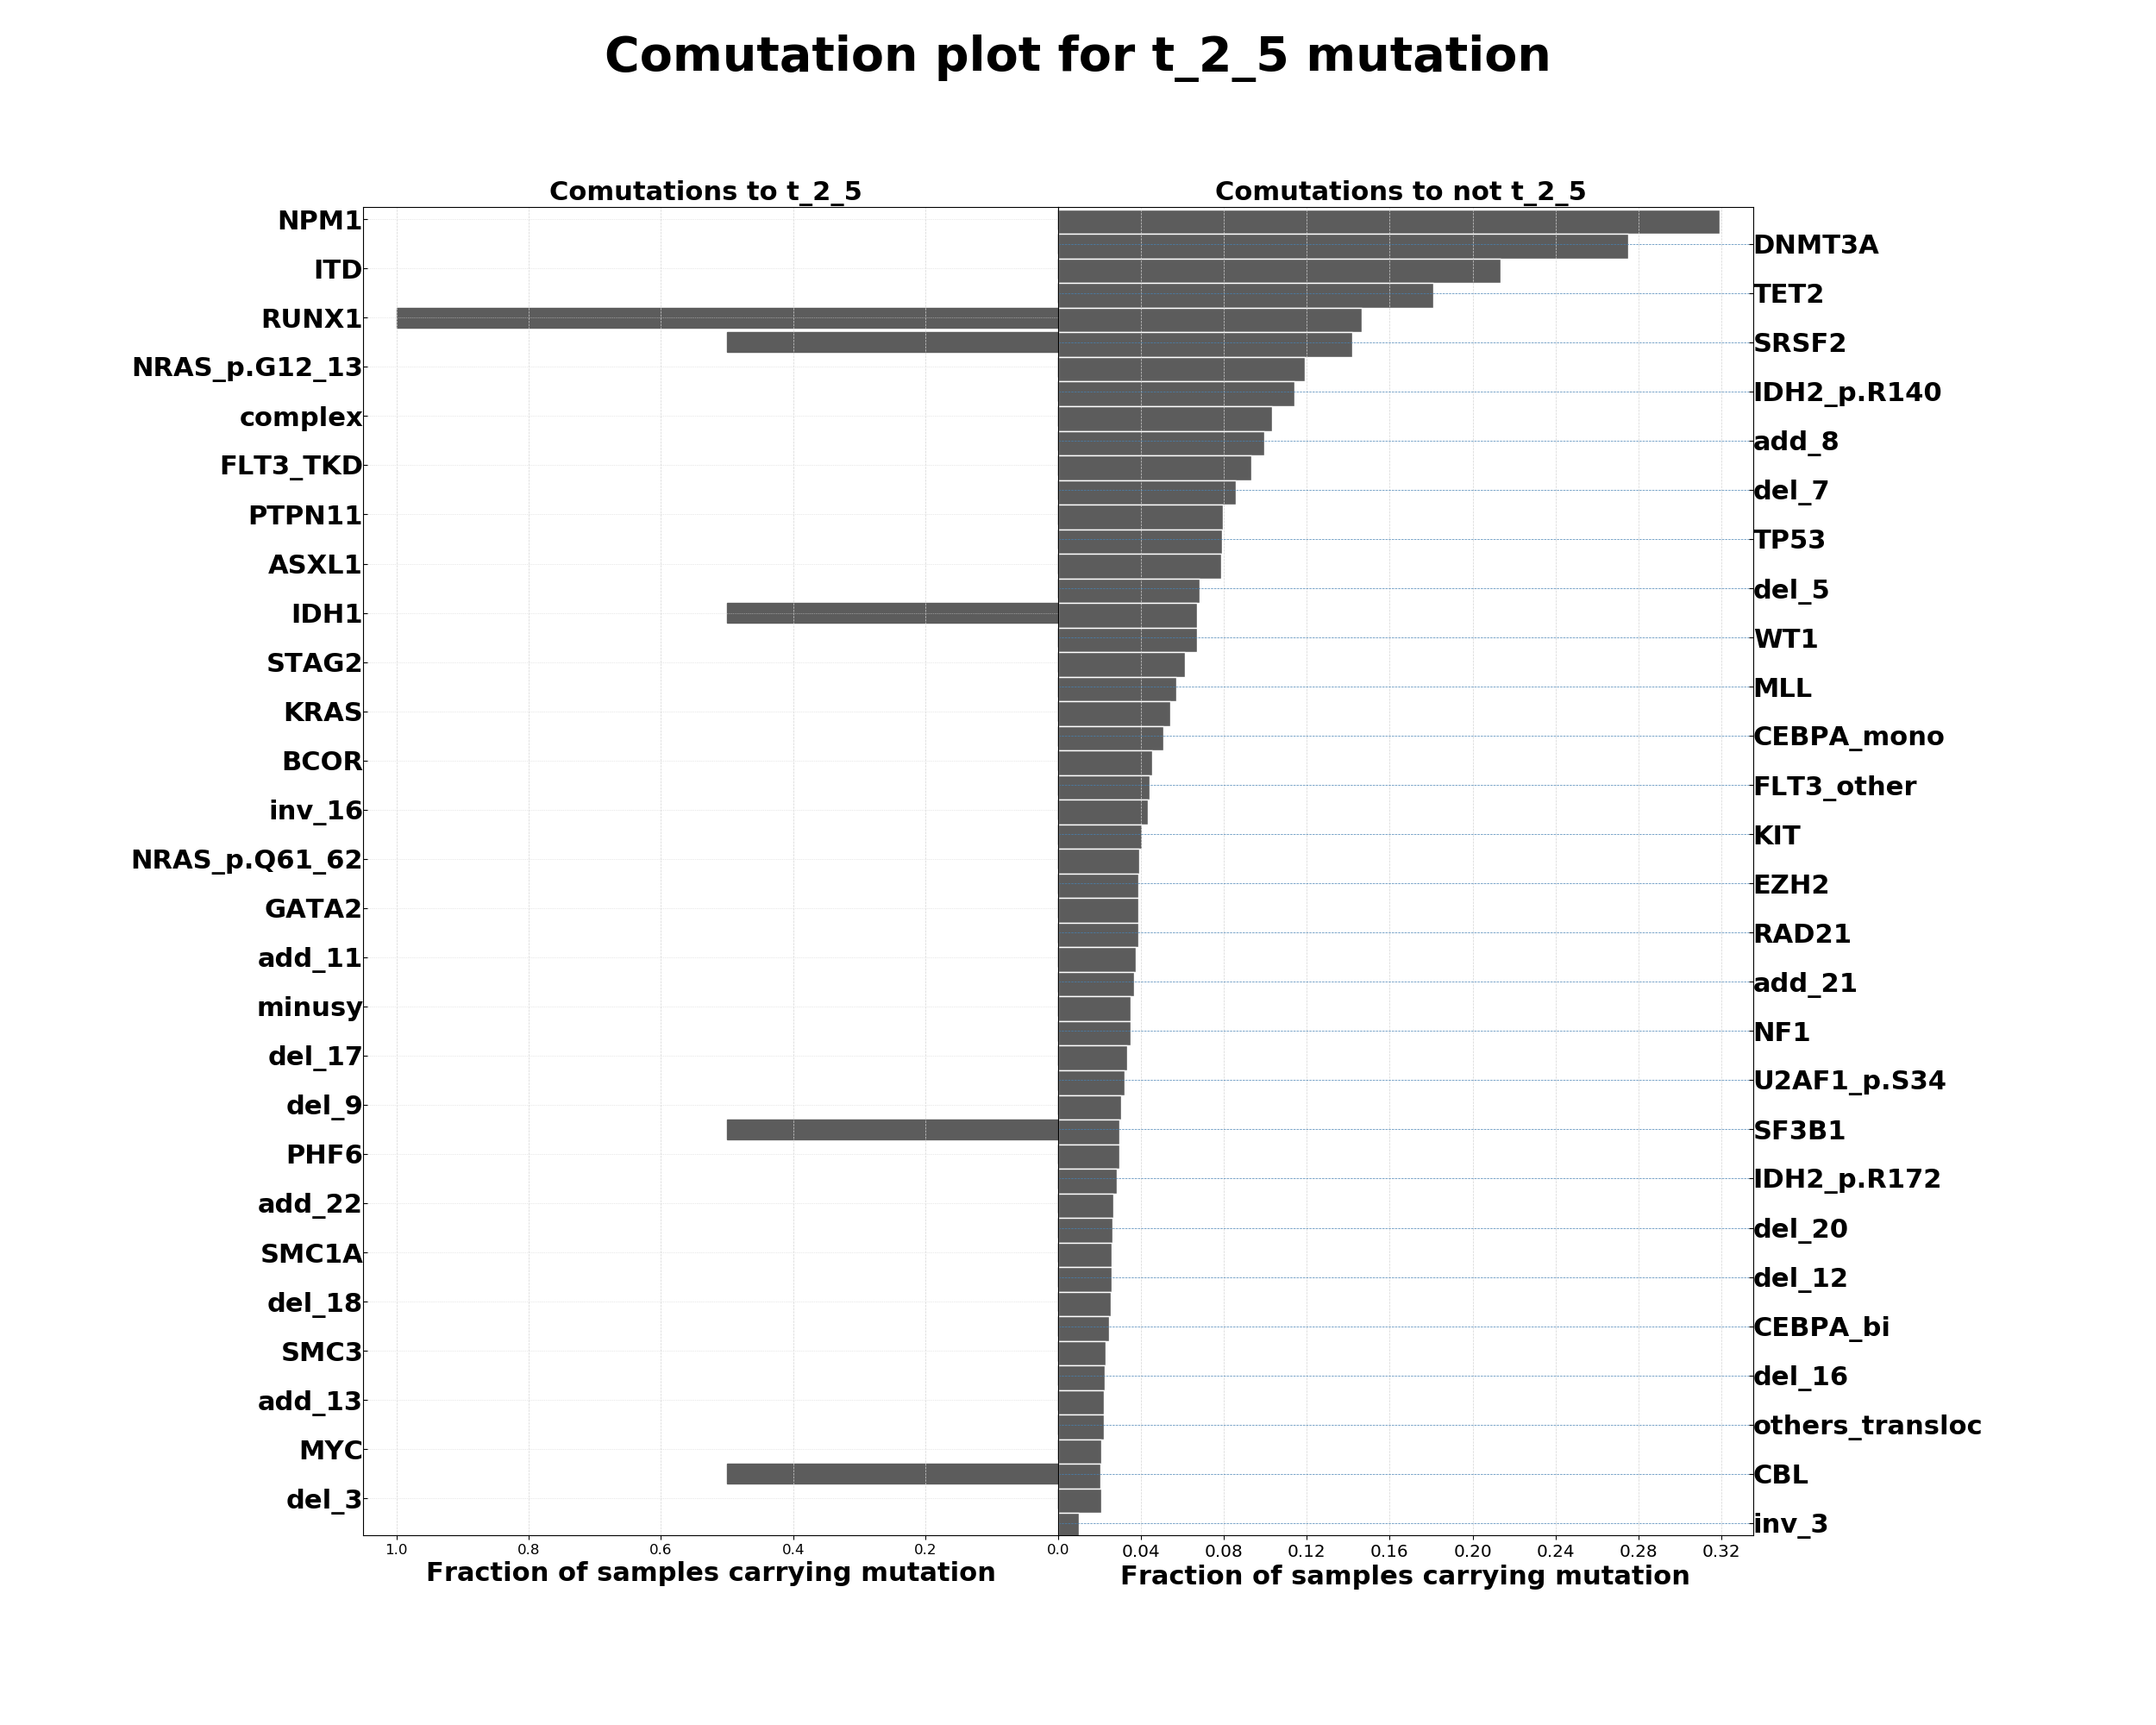 Comutation plot for t_2_5 mutation
Comutations to t_2_5
Comutations to not t_2_5
NPM1
DNMT3A
ITD
TET2
RUNX1
SRSF2
NRAS_p.G12_13
IDH2_p.R140
complex
add_8
FLT3_TKD
del_7
PTPN11
TP53
ASXL1
del_5
IDH1
WT1
STAG2
MLL
KRAS
CEBPA_mono
BCOR
FLT3_other
inv_16
KIT
NRAS_p.Q61_62
EZH2
GATA2
RAD21
add_11
add_21
minusy
NF1
del_17
U2AF1_p.S34
del_9
SF3B1
PHF6
IDH2_p.R172
add_22
del_20
SMC1A
del_12
del_18
CEBPA_bi
SMC3
del_16
add_13
others_transloc
MYC
CBL
del_3
inv_3
1.0 0.8 0.6 0.4 0.2 0.0 0.04 0.08 0.12 0.16 0.20 0.24 0.28 0.32
Fraction of samples carrying mutation
Fraction of samples carrying mutation